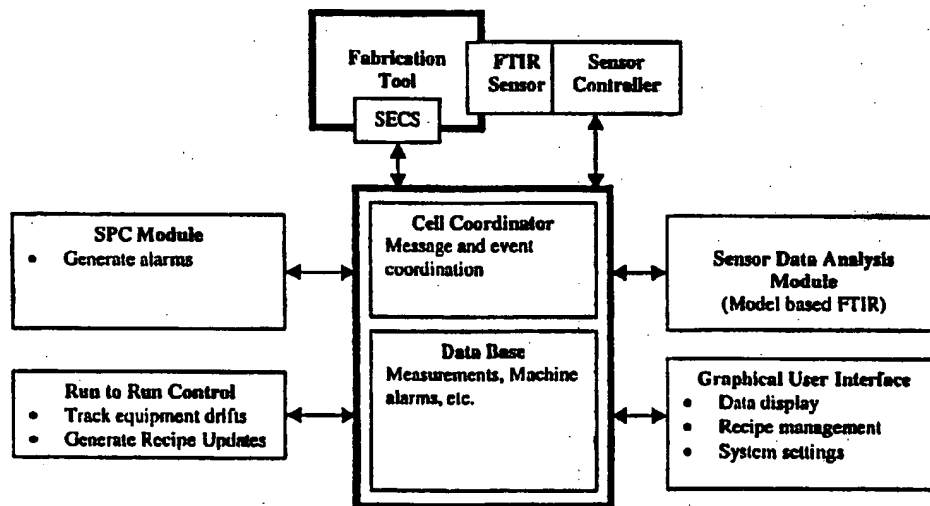 Fabrication
Tool
SECS
FTIR
Sensor
Sensor
Controller
SPC Module
• Generate alarms
Cell Coordinator
Message and event
coordination
Sensor Data Analysis
Module
(Model based FTIR)
Run to Run Control
• Track equipment drifts
• Generate Recipe Updates
Data Base
Measurements, Machine
alarms, etc.
Graphical User Interface
• Data display
• Recipe management
• System settings